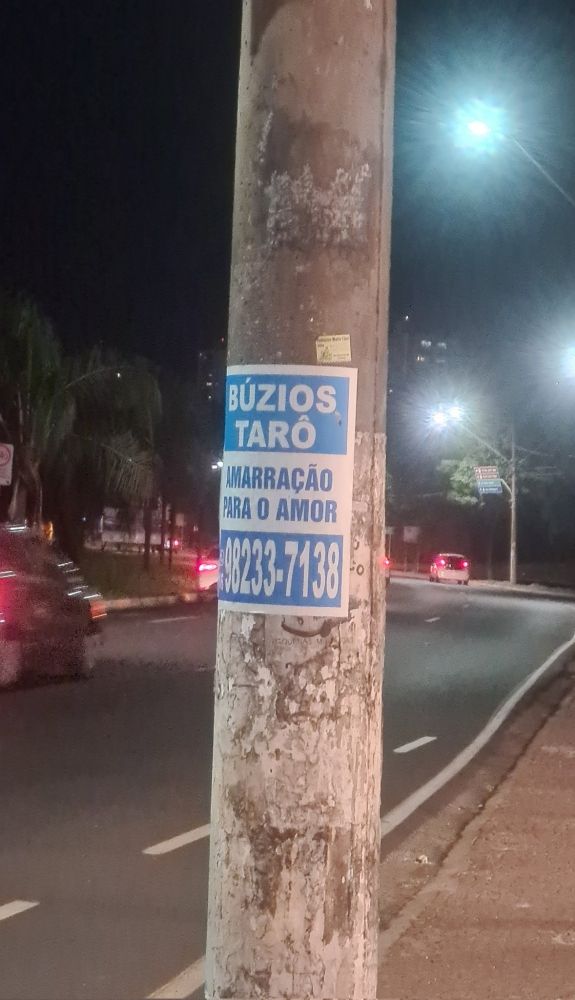 BÚZIOS
TARÔ
AMARRAÇÃO
PARA O AMOR
98233-7138